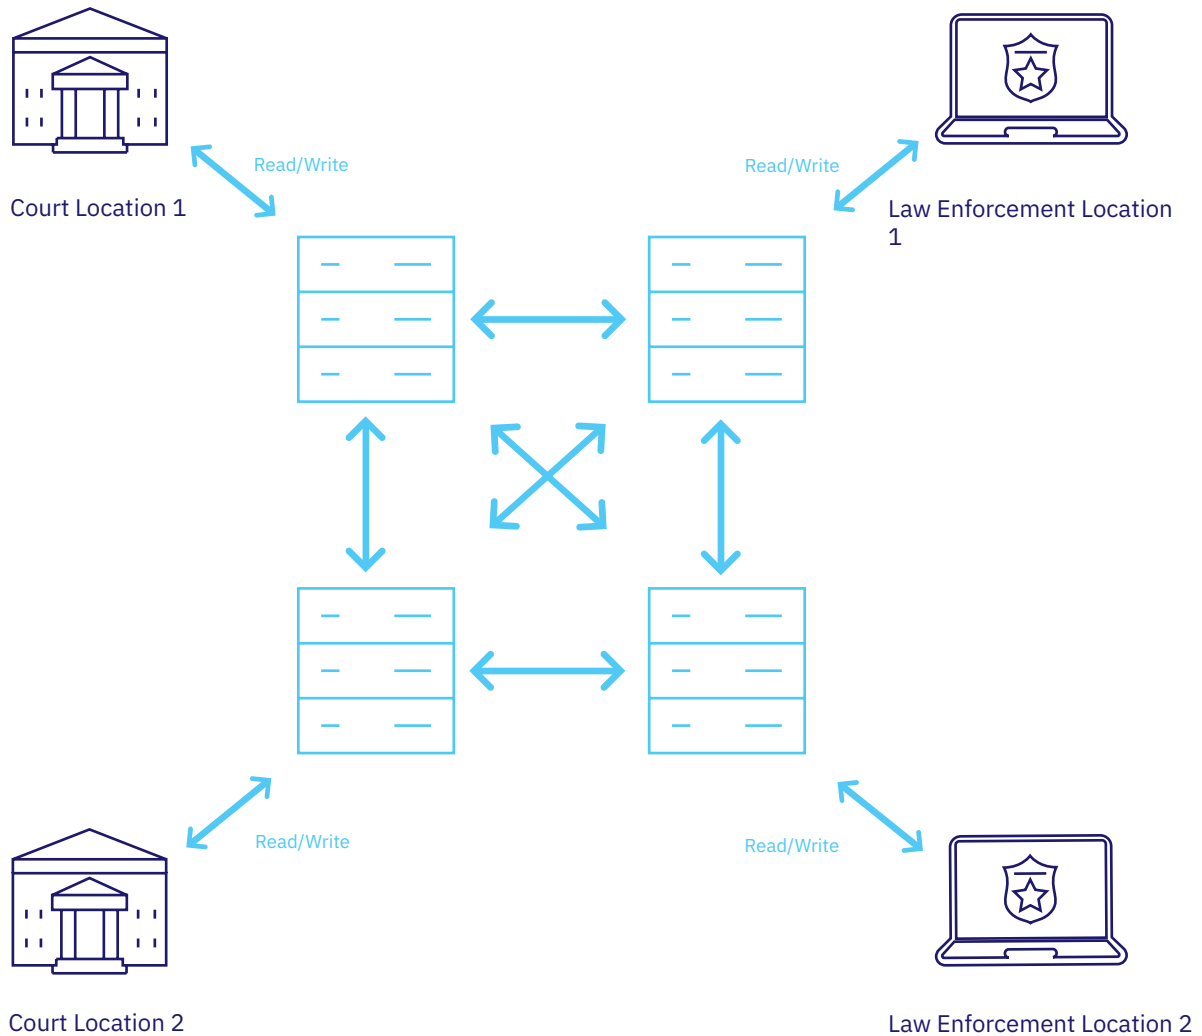 Read/Write
Read/Write
Court Location 1
Law Enforcement Location
1
Read/Write
Read/Write
Court Location 2
Law Enforcement Location 2